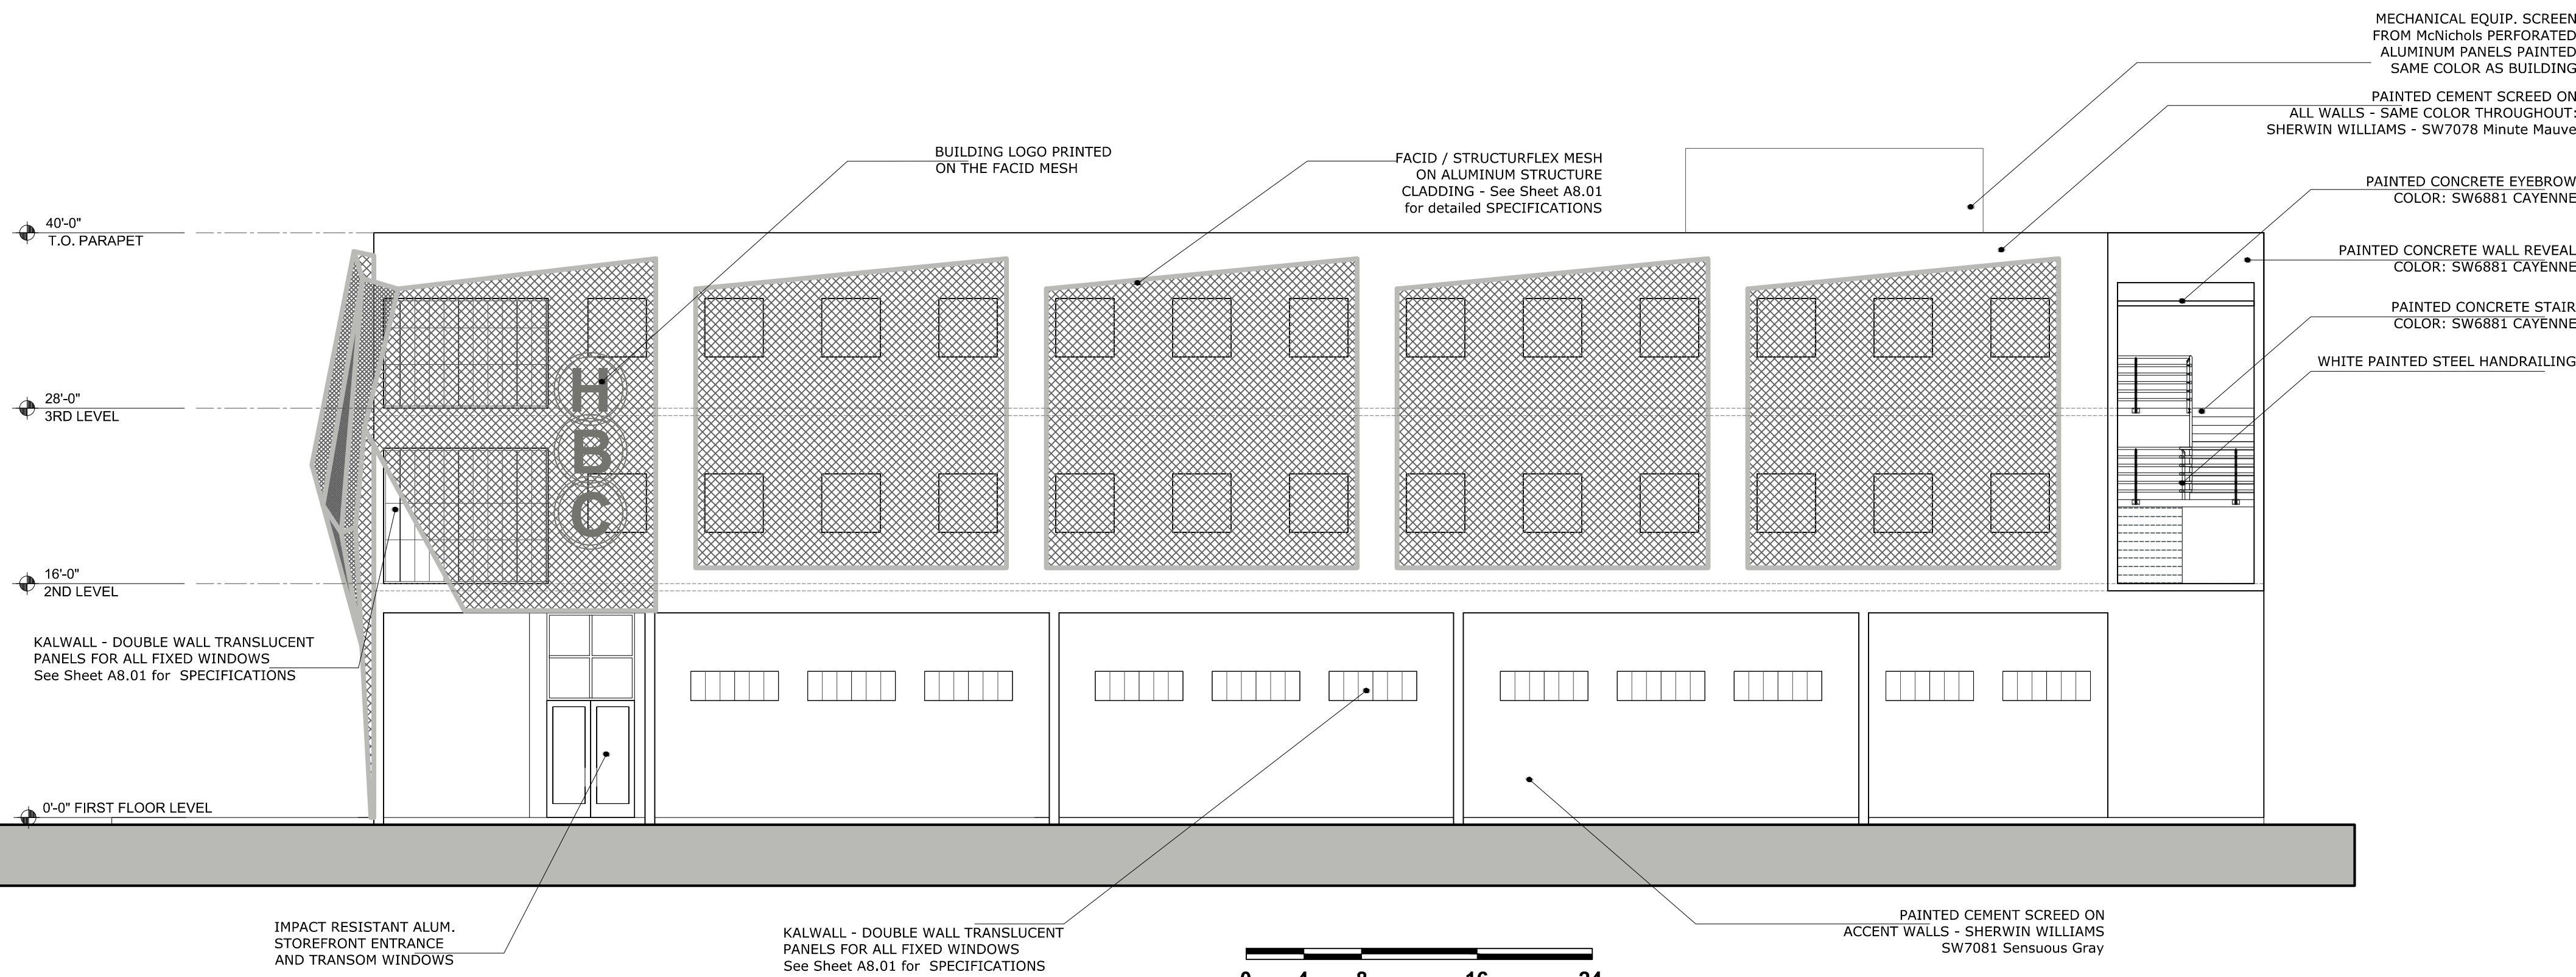 MECHANICAL EQUIP. SCREEN
FROM McNichols PERFORATED
ALUMINUM PANELS PAINTED
SAME COLOR AS BUILDING
PAINTED CEMENT SCREED ON
ALL WALLS - SAME COLOR THROUGHOUT:
SHERWIN WILLIAMS - SW7078 Minute Mauve
BUILDING LOGO PRINTED
ON THE FACID MESH
FACID / STRUCTURFLEX MESH
ON ALUMINUM STRUCTURE
CLADDING - See Sheet A8.01
for detailed SPECIFICATIONS
PAINTED CONCRETE EYEBROW
COLOR: SW6881 CAYENNE
40'-0"
T.O. PARAPET
PAINTED CONCRETE WALL REVEAL
COLOR: SW6881 CAYENNE
PAINTED CONCRETE STAIR
COLOR: SW6881 CAYENNE
WHITE PAINTED STEEL HANDRAILING
H
B
C
28'-0"
3RD LEVEL
16'-0"
2ND LEVEL
KALWALL - DOUBLE WALL TRANSLUCENT
PANELS FOR ALL FIXED WINDOWS
See Sheet A8.01 for SPECIFICATIONS
0'-0" FIRST FLOOR LEVEL
IMPACT RESISTANT ALUM.
STOREFRONT ENTRANCE
AND TRANSOM WINDOWS
KALWALL - DOUBLE WALL TRANSLUCENT
PANELS FOR ALL FIXED WINDOWS
See Sheet A8.01 for SPECIFICATIONS
PAINTED CEMENT SCREED ON
ACCENT WALLS - SHERWIN WILLIAMS
SW7081 Sensuous Gray
0 4 8 16 24